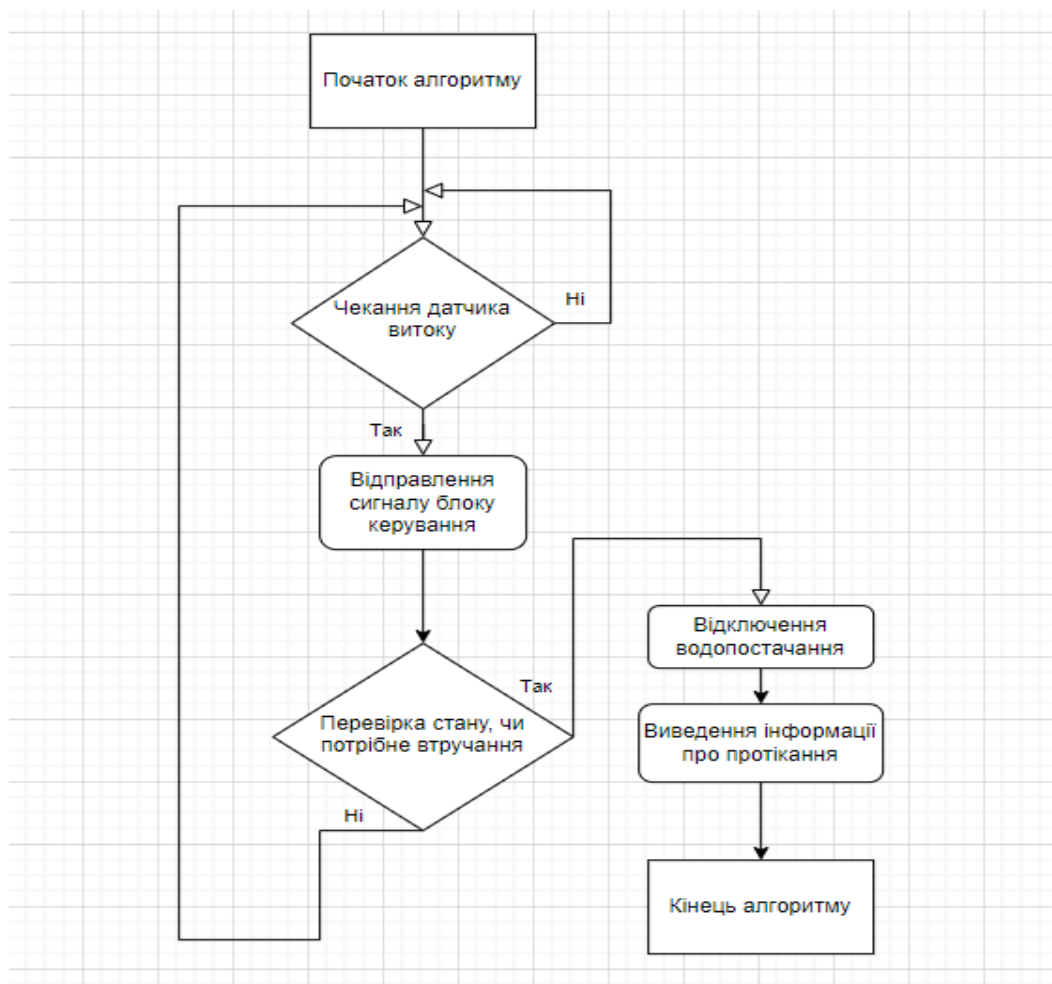 Початок алгоритму
Чекання датчика
витоку
Ні
Так
Відправлення
сигналу блоку
керування
Перевірка стану, чи
потрібне втручання
Так
Ні
Відключення
водопостачання
Виведення інформації
про протікання
Кінець алгоритму